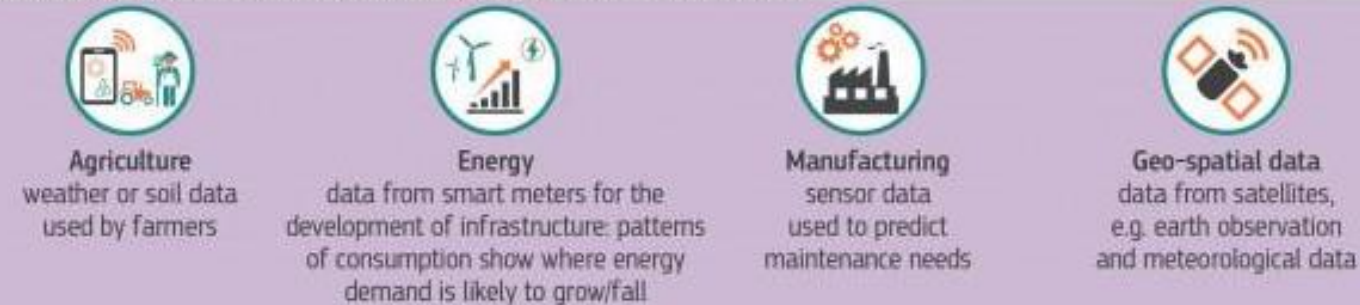 Agriculture
weather or soil data
used by farmers
Energy
data from smart meters for the
development of infrastructure: patterns
of consumption show where energy
demand is likely to grow/fall
Manufacturing
sensor data
used to predict
maintenance needs
Geo-spatial data
data from satellites,
e.g. earth observation
and meteorological data